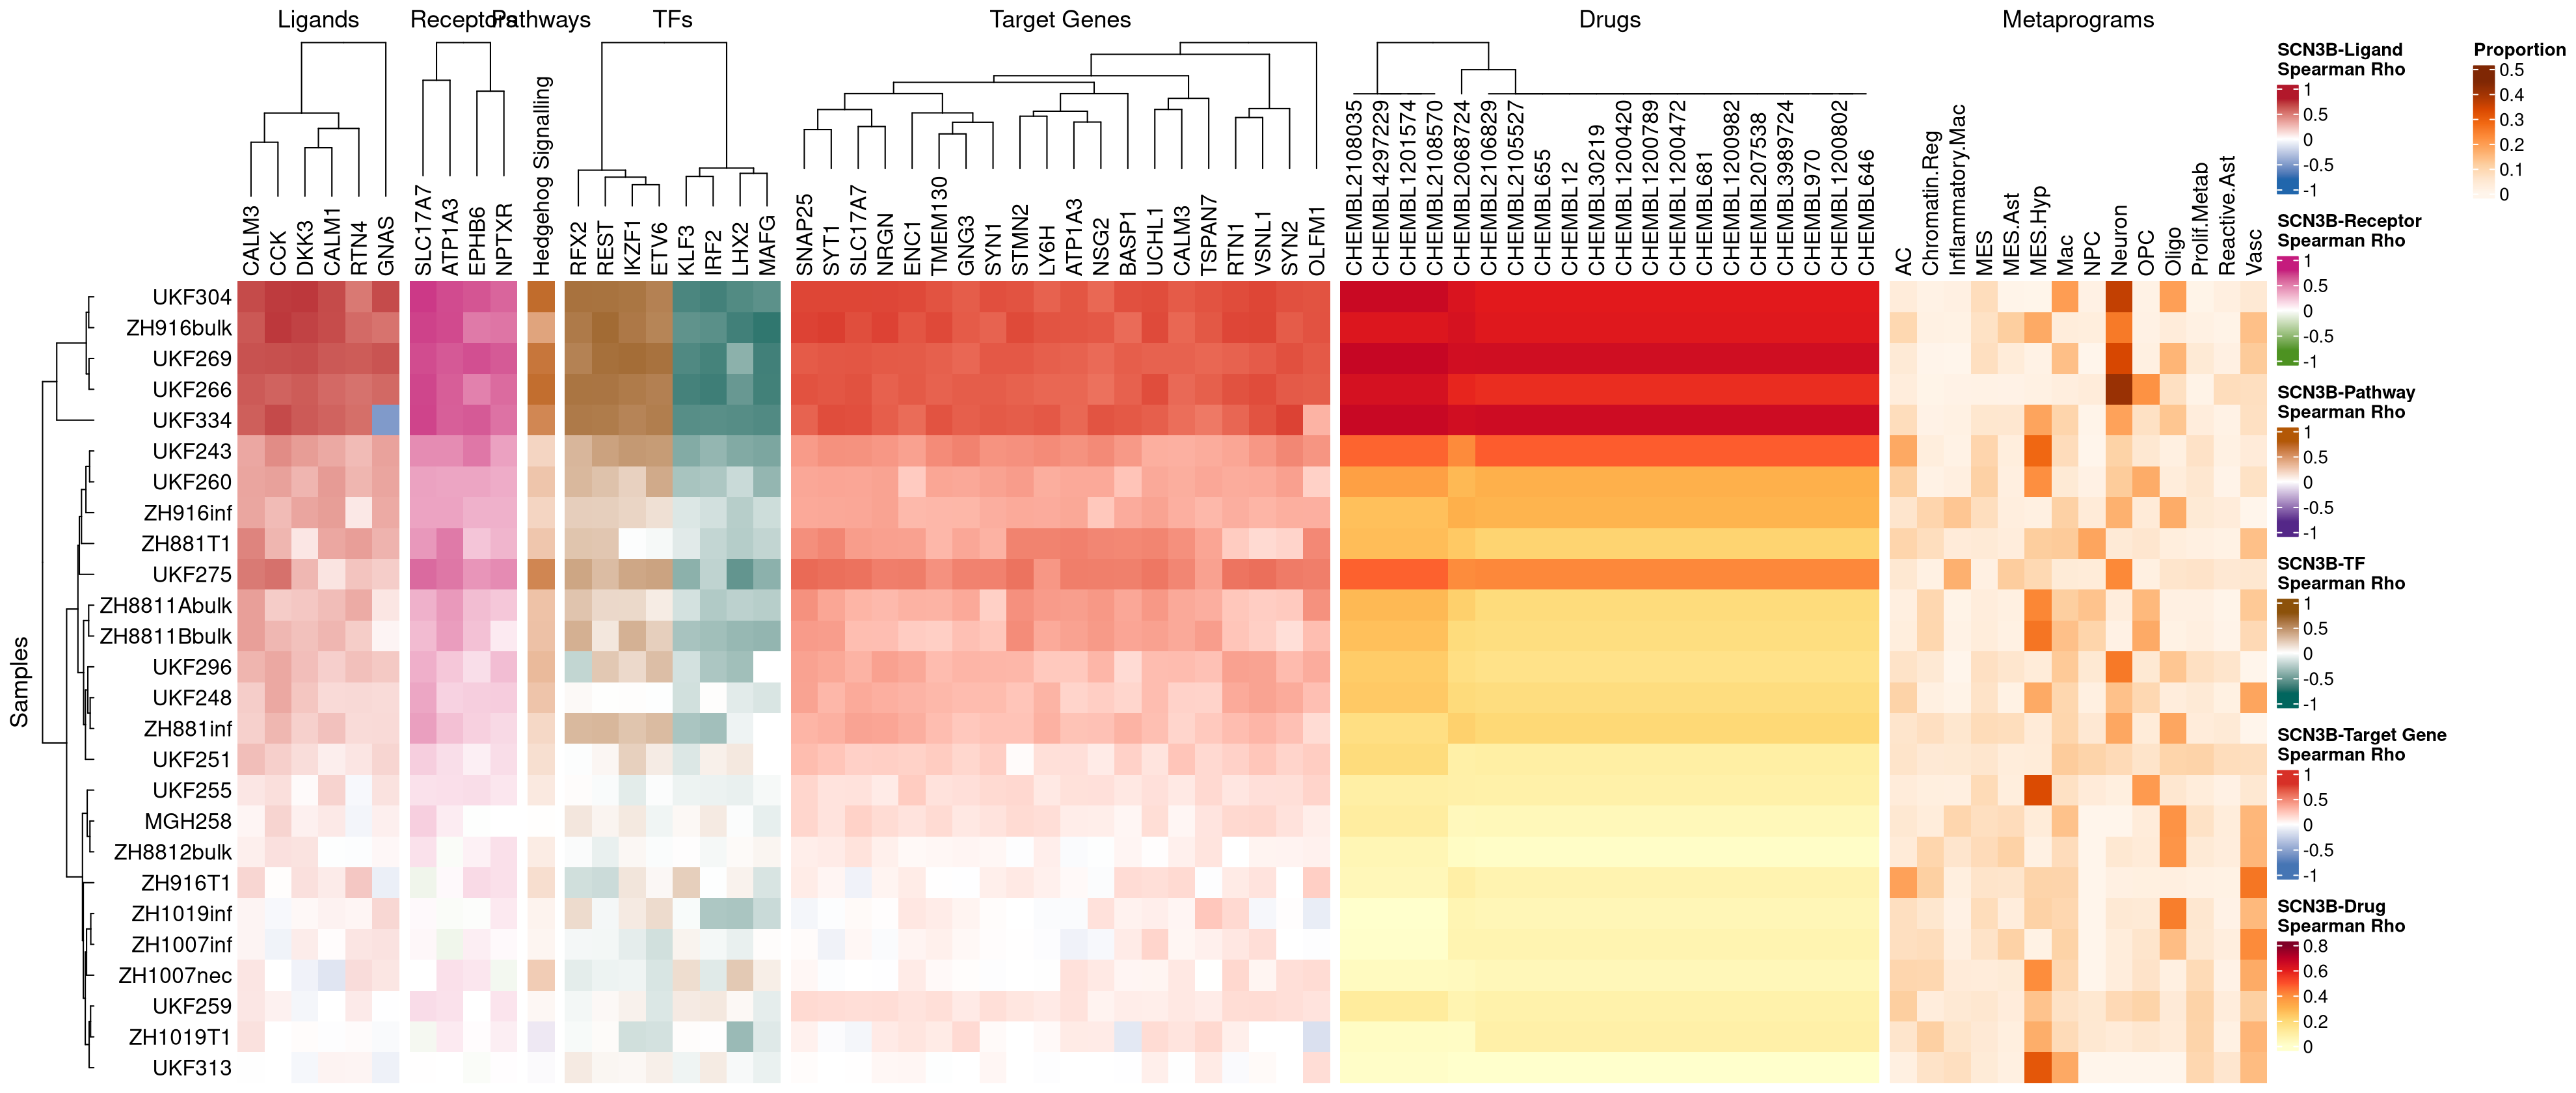 Ligands
Receptors
Pathways
TFs
Target Genes
Drugs
Metaprograms
CALM3
CCK
DKK3
CALM1
RTN4
GNAS
SLC17A7
ATP1A3
EPHB6
NPTXR
Hedgehog Signalling
RFX2
REST
IKZF1
ETV6
KLF3
IRF2
LHX2
MAFG
SNAP25
SYT1
SLC17A7
NRGN
ENC1
TMEM130
GNG3
SYN1
STMN2
LY6H
ATP1A3
NSG2
BASP1
UCHL1
CALM3
TSPAN7
RTN1
VSNL1
SYN2
OLFM1
CHEMBL2108035
CHEMBL4297229
CHEMBL1201574
CHEMBL2108570
CHEMBL2068724
CHEMBL2106829
CHEMBL2105527
CHEMBL655
CHEMBL12
CHEMBL30219
CHEMBL1200420
CHEMBL1200789
CHEMBL1200472
CHEMBL681
CHEMBL1200982
CHEMBL207538
CHEMBL3989724
CHEMBL970
CHEMBL1200802
CHEMBL646
AC
Chromatin.Reg
Inflammatory.Mac
MES
MES.Ast
MES.Hyp
Mac
NPC
Neuron
OPC
Oligo
Prolif.Metab
Reactive.Ast
Vasc
Samples
UKF304
ZH916bulk
UKF269
UKF266
UKF334
UKF243
UKF260
ZH916inf
ZH881T1
UKF275
ZH8811Abulk
ZH8811Bbulk
UKF296
UKF248
ZH881inf
UKF251
UKF255
MGH258
ZH8812bulk
ZH916T1
ZH1019inf
ZH1007inf
ZH1007nec
UKF259
ZH1019T1
UKF313
SCN3B-Ligand
Spearman Rho
1
0.5
0
-0.5
-1
SCN3B-Receptor
Spearman Rho
1
0.5
0
-0.5
-1
SCN3B-Pathway
Spearman Rho
1
0.5
0
-0.5
-1
SCN3B-TF
Spearman Rho
1
0.5
0
-0.5
-1
SCN3B-Target Gene
Spearman Rho
1
0.5
0
-0.5
-1
SCN3B-Drug
Spearman Rho
0.8
0.6
0.4
0.2
0
Proportion
0.5
0.4
0.3
0.2
0.1
0